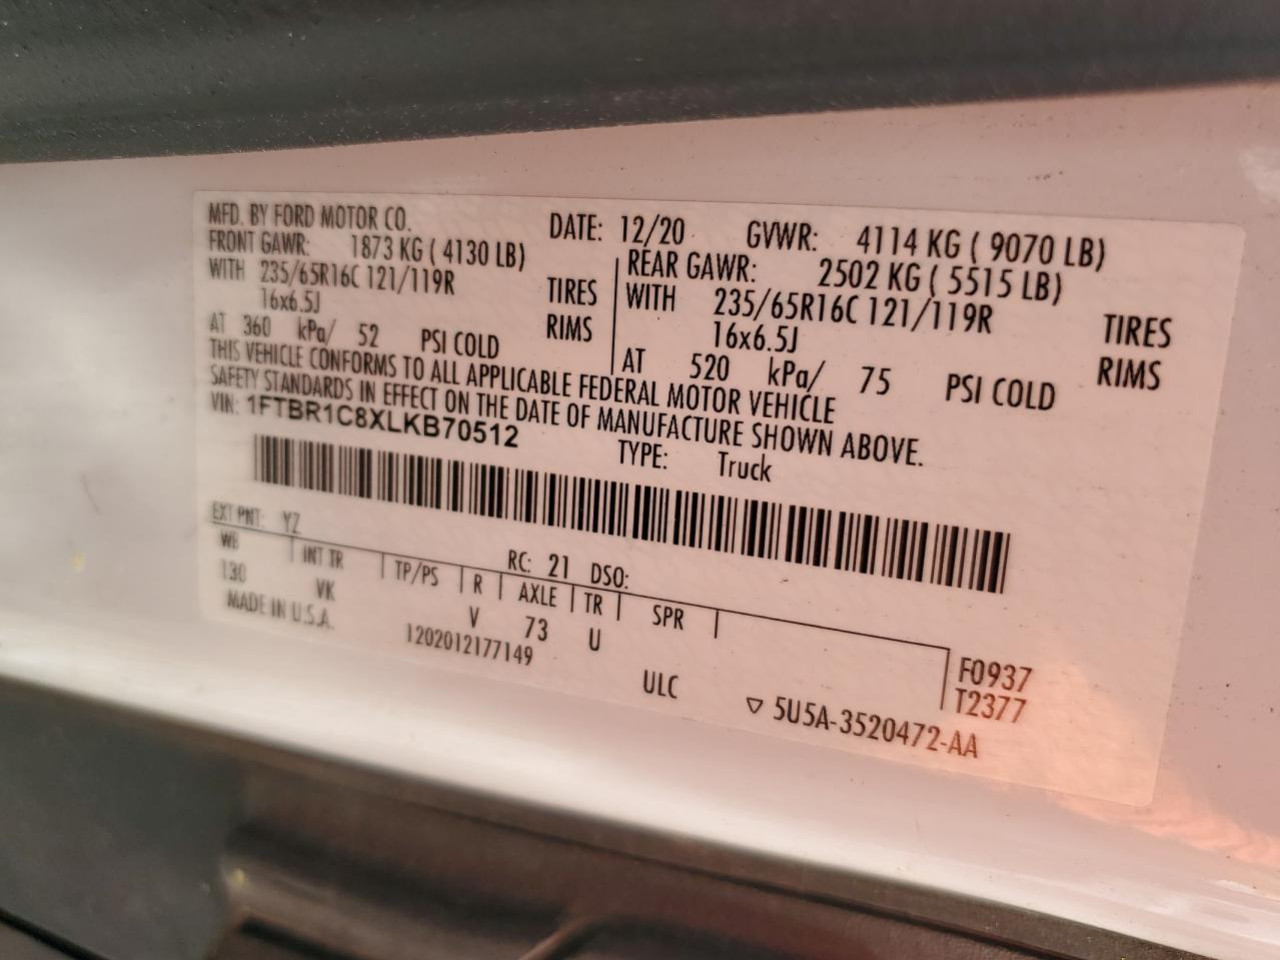 MFD. BY FORD MOTOR CO.
DATE: 12/20 GVWR: 4114 KG ( 9070 LB)
FRONT GAWR: 1873 KG ( 4130 LB)
WITH 235/65R16C 121/119R TIRES
16x6.5J RIMS
AT 360 kPa/ 52 PSI COLD
REAR GAWR: 2502 KG ( 5515 LB)
WITH 235/65R16C 121/119R TIRES
16x6.5J RIMS
AT 520 kPa/ 75 PSI COLD
THIS VEHICLE CONFORMS TO ALL APPLICABLE FEDERAL MOTOR VEHICLE
SAFETY STANDARDS IN EFFECT ON THE DATE OF MANUFACTURE SHOWN ABOVE.
VIN: 1FTBR1C8XLKB70512
TYPE: Truck
EXT PNT: YZ RC: 21 DSO:
WB INT TR TP/PS R AXLE TR SPR
130 VK V 73 U
F0937
T2377
MADE IN U.S.A. 1202012177149 ULC
▽ 5U5A-3520472-AA